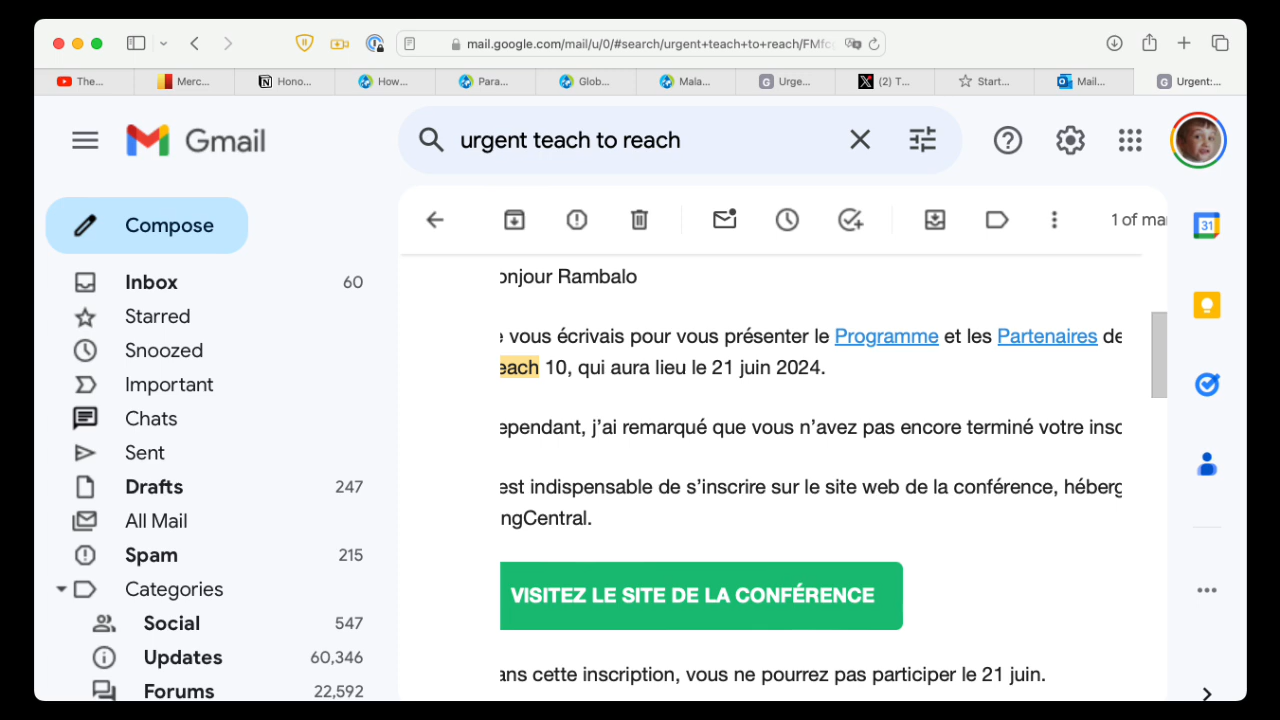 mail.google.com/mail/u/0/#search/urgent+teach+to+reach/FMfc
The...
Merc...
Hono...
How...
Para...
Glob...
Mala...
Urge...
(2) T...
Start...
Mail...
Urgent:...
Gmail
urgent teach to reach
Compose
1 of mar
Inbox 60
Starred
Snoozed
Important
Chats
Sent
Drafts 247
All Mail
Spam 215
Categories
Social 547
Updates 60,346
Forums 22,592
31
onjour Rambalo
e vous écrivais pour vous présenter le Programme et les Partenaires de
each 10, qui aura lieu le 21 juin 2024.
ependant, j'ai remarqué que vous n'avez pas encore terminé votre insc
est indispensable de s'inscrire sur le site web de la conférence, héberg
ngCentral.
VISITEZ LE SITE DE LA CONFÉRENCE
ans cette inscription, vous ne pourrez pas participer le 21 juin.